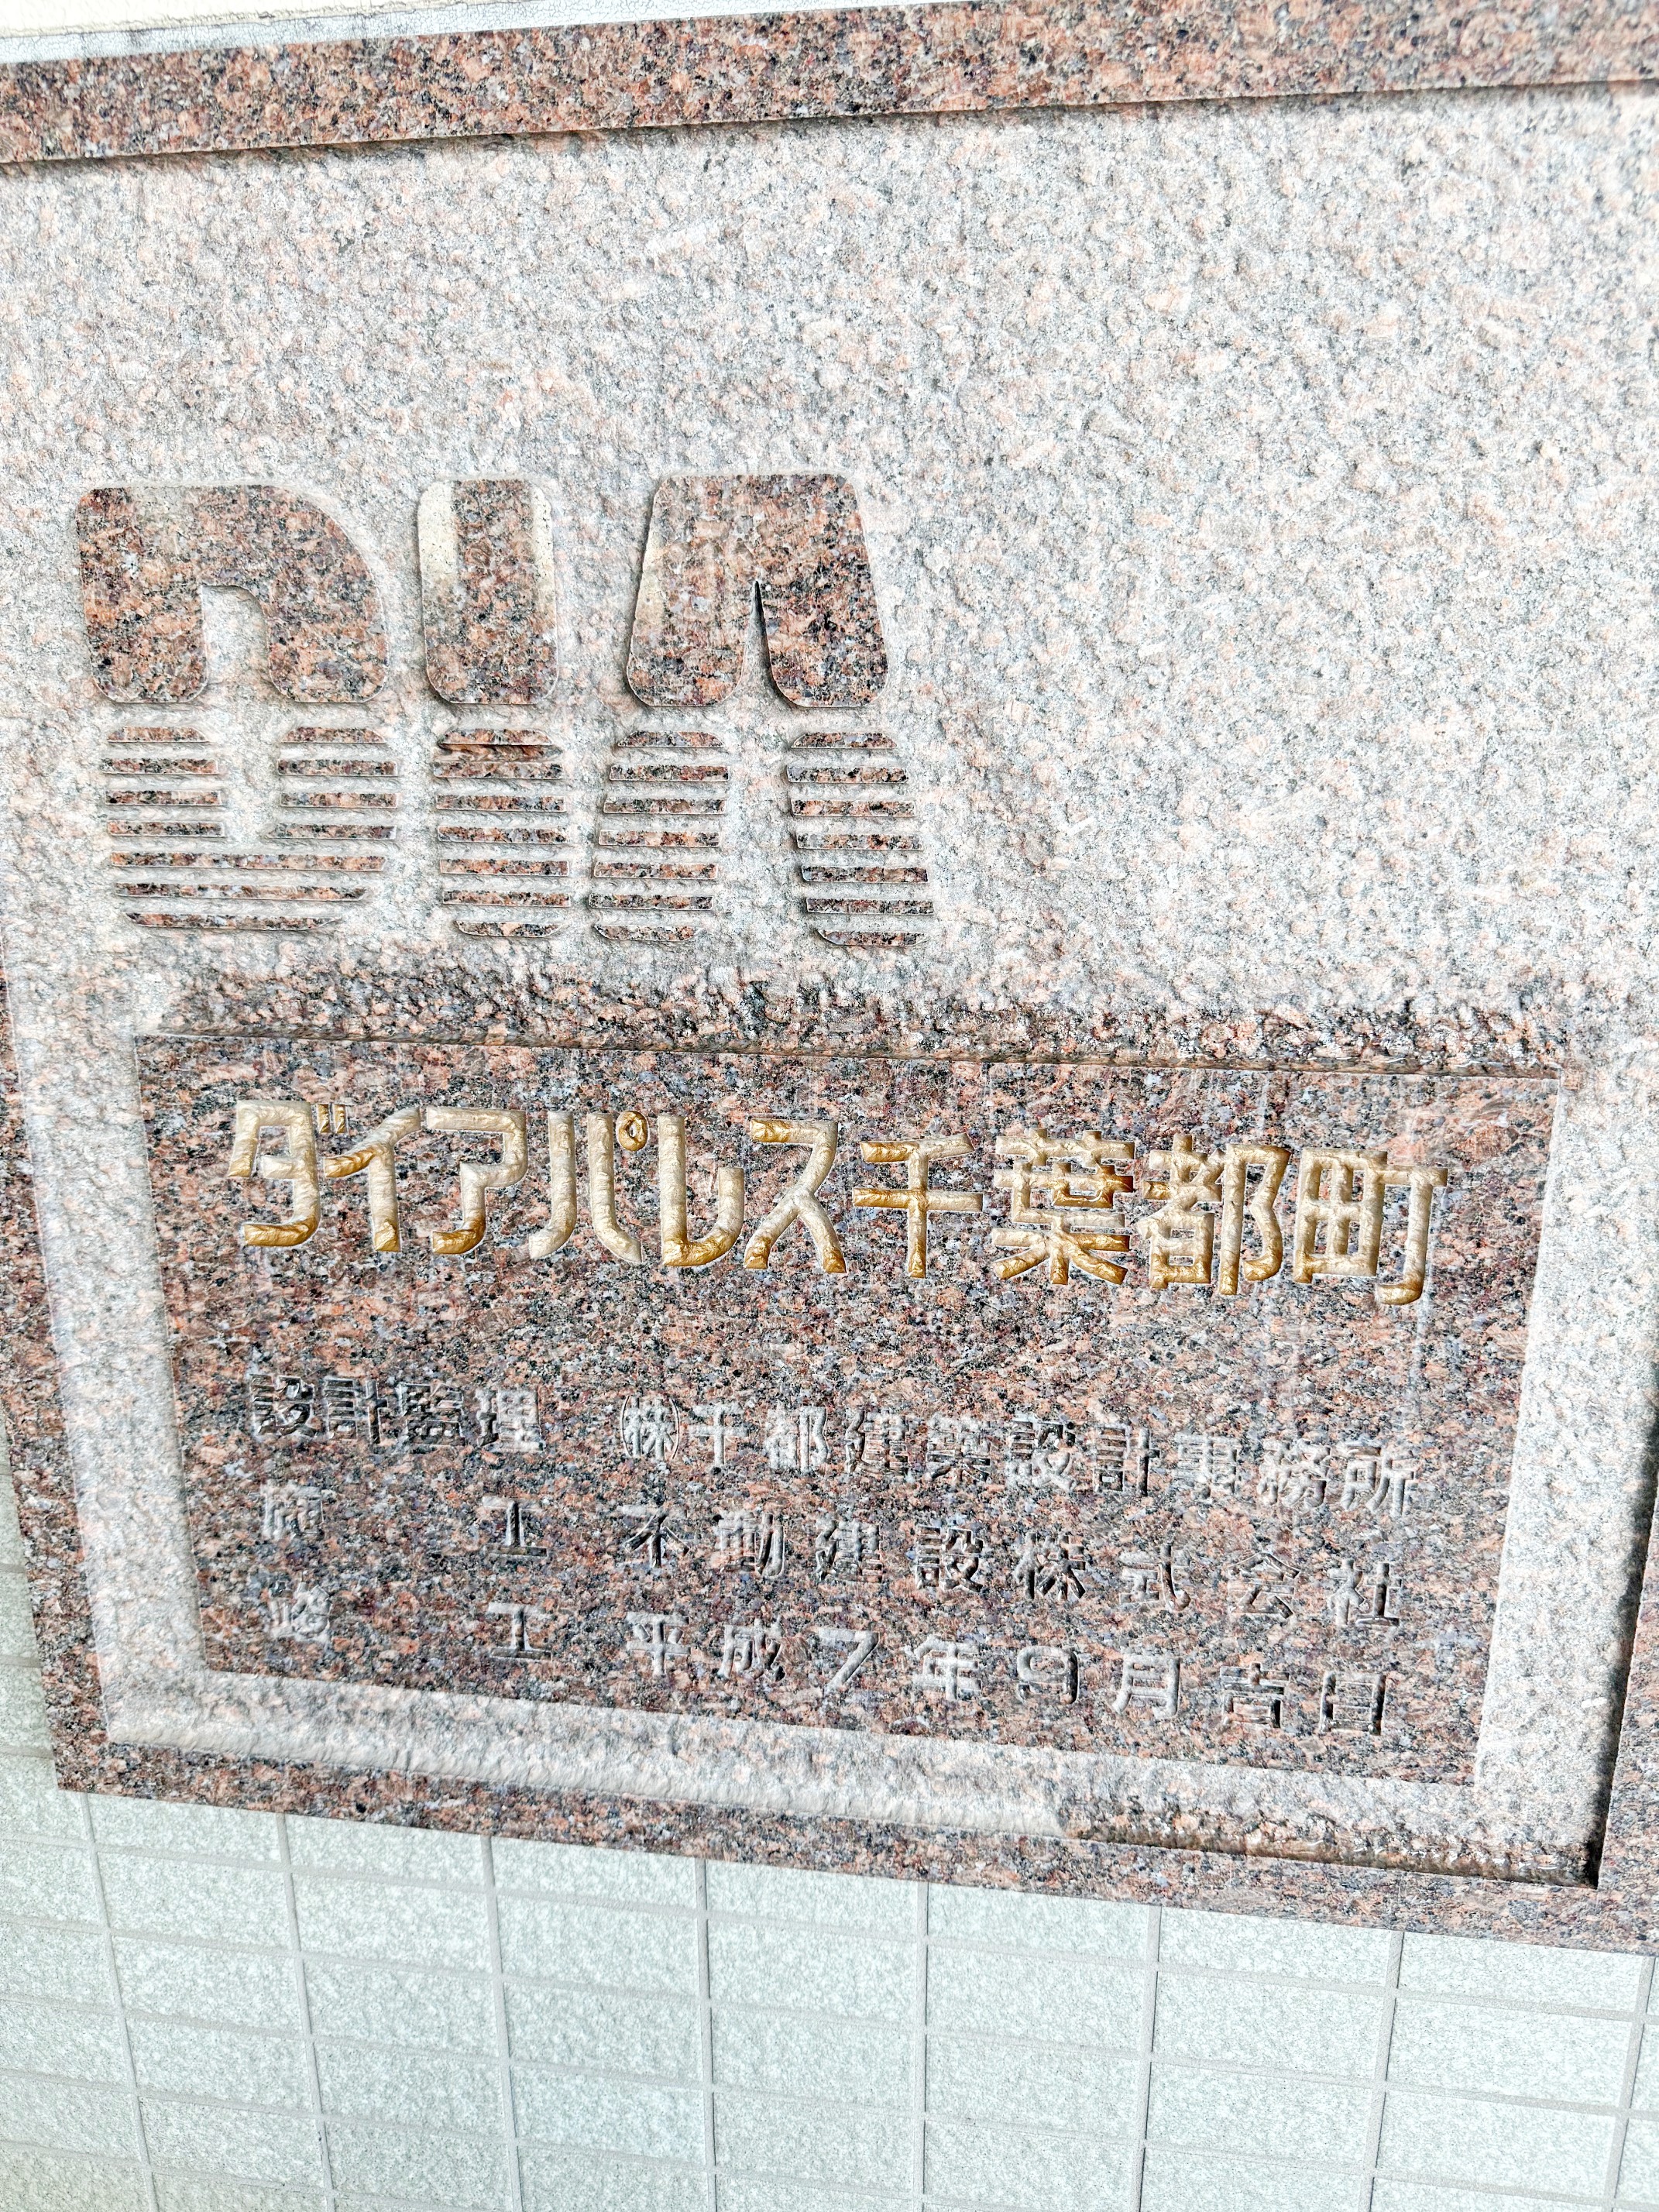 DIA
ダイアパレス千葉都町
設計監理 ㈱千都建築設計事務所
施 工 不動建設株式会社
竣 工 平成7年9月吉日